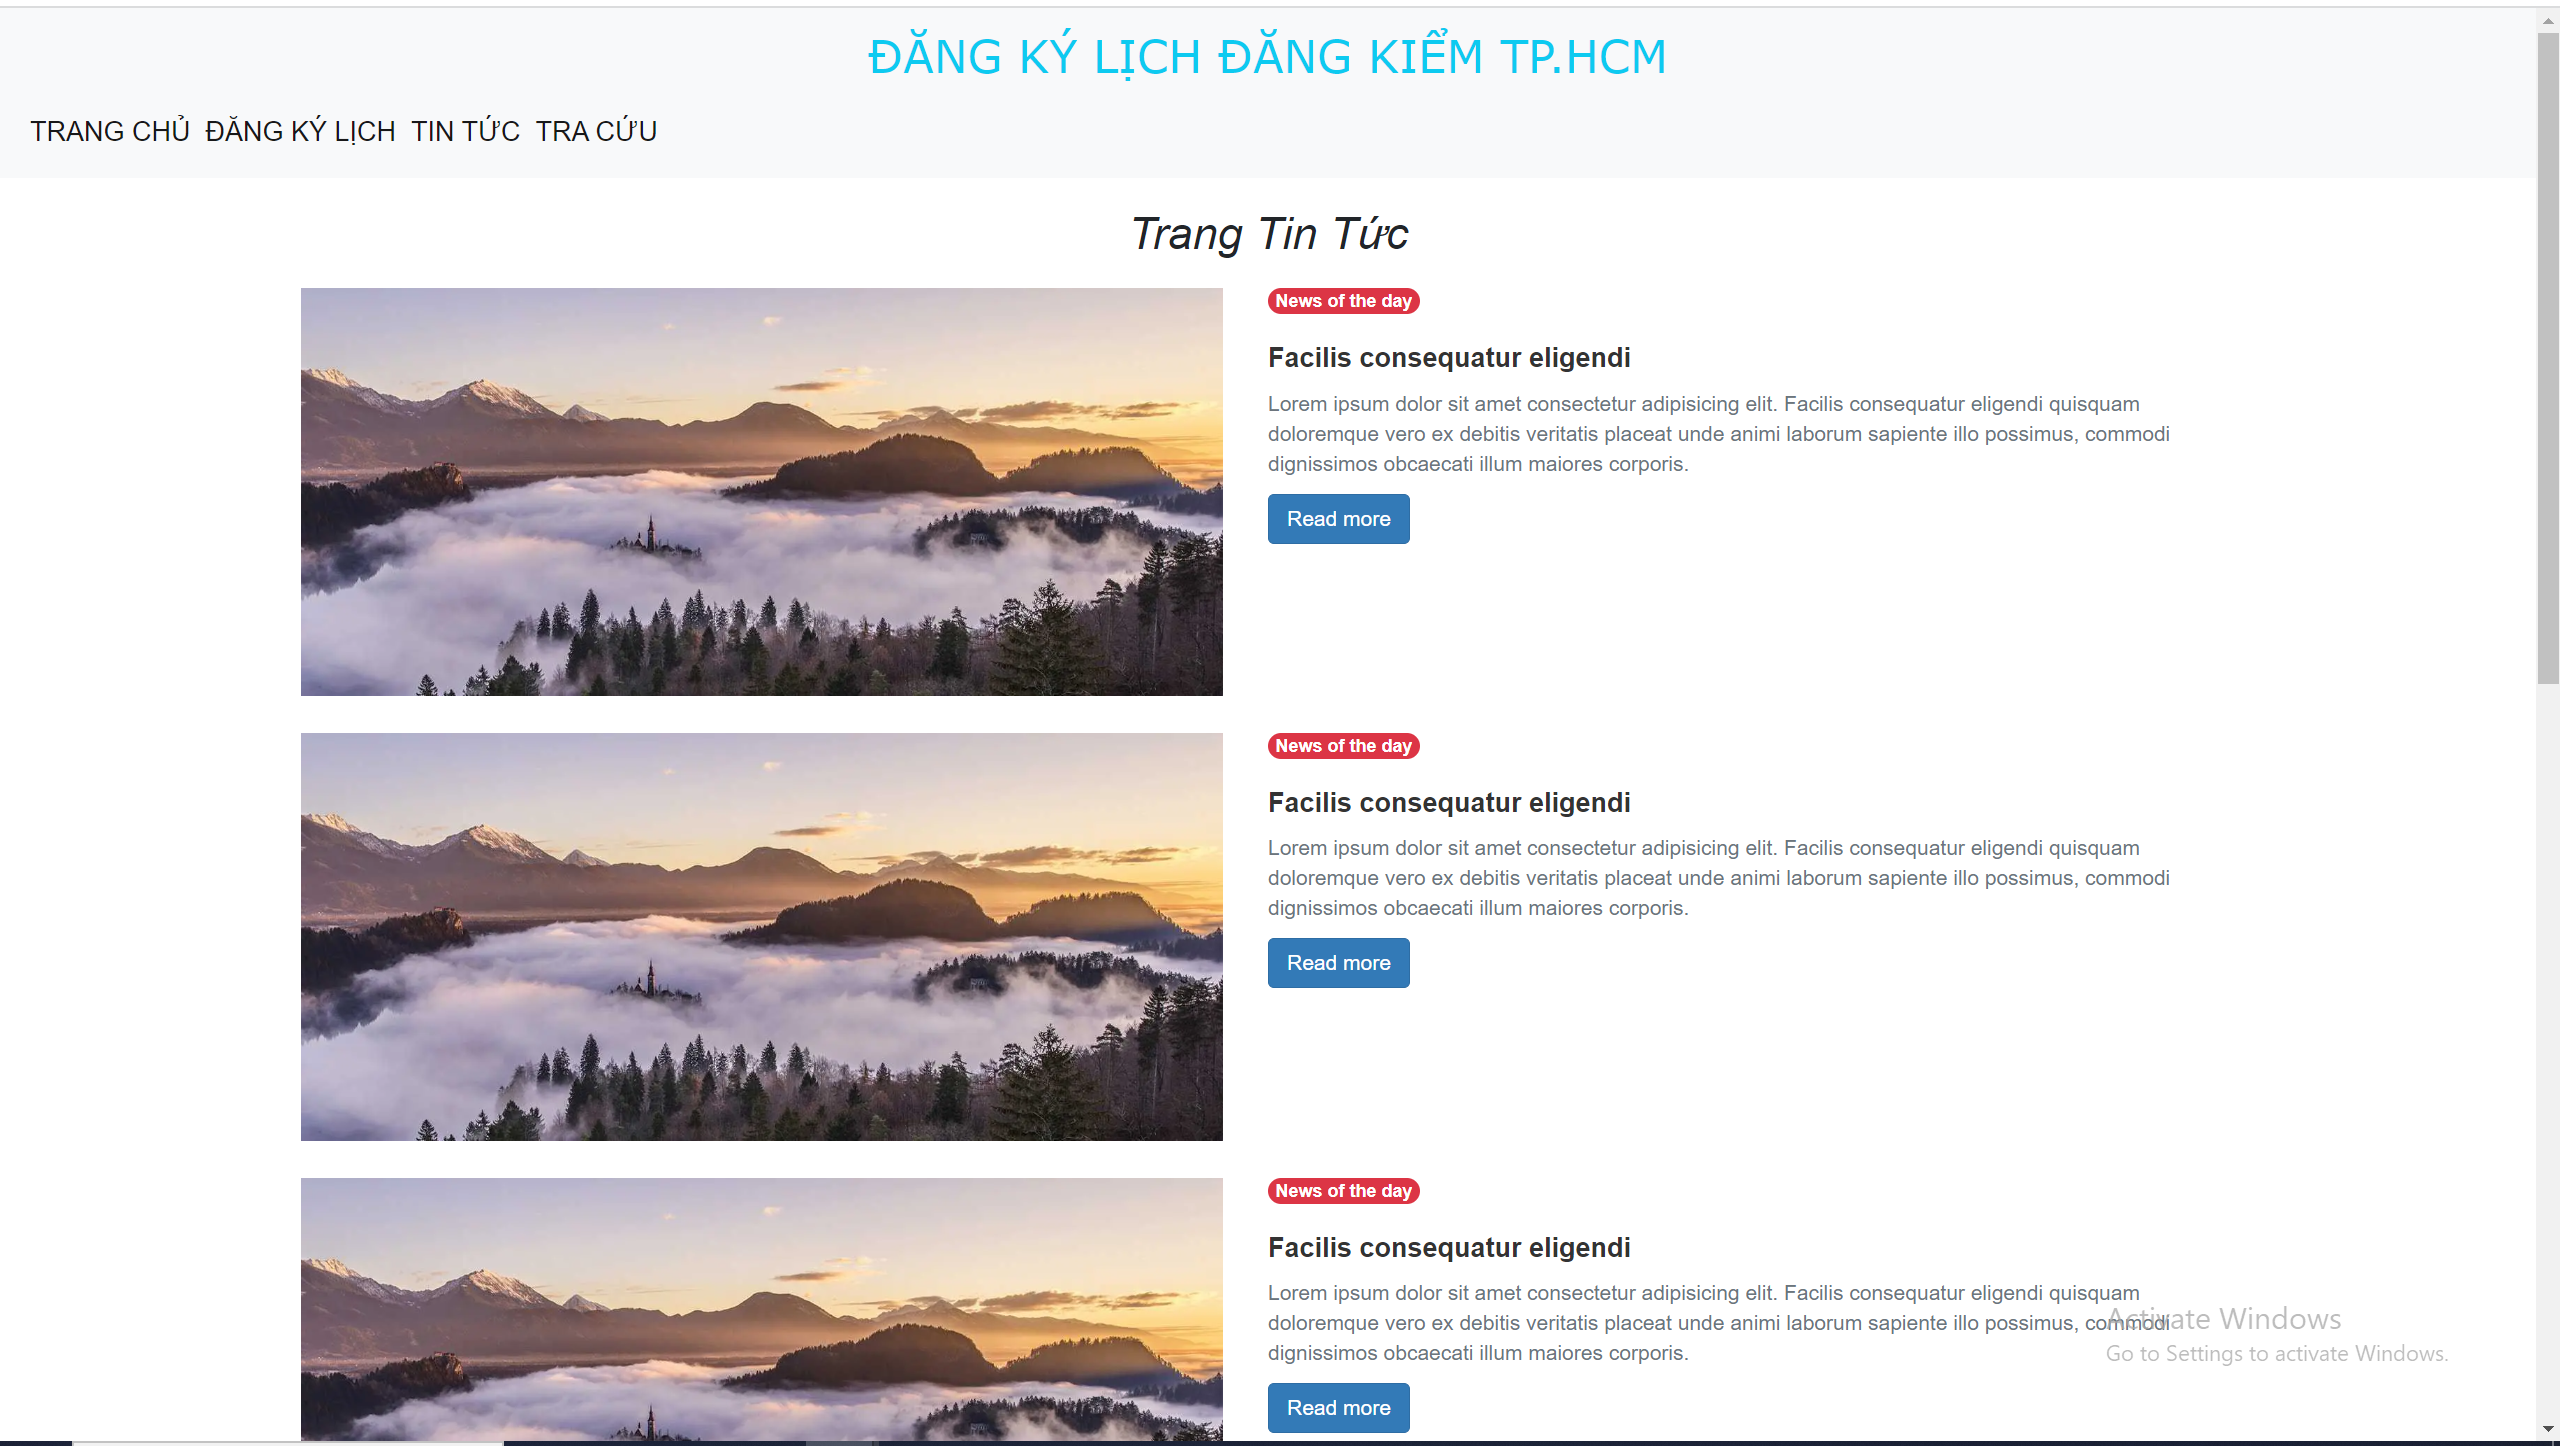 ĐĂNG KÝ LỊCH ĐĂNG KIỂM TP.HCM
TRANG CHỦ ĐĂNG KÝ LỊCH TIN TỨC TRA CỨU
Trang Tin Tức
News of the day
Facilis consequatur eligendi
Lorem ipsum dolor sit amet consectetur adipisicing elit. Facilis consequatur eligendi quisquam
doloremque vero ex debitis veritatis placeat unde animi laborum sapiente illo possimus, commodi
dignissimos obcaecati illum maiores corporis.
Read more
News of the day
Facilis consequatur eligendi
Lorem ipsum dolor sit amet consectetur adipisicing elit. Facilis consequatur eligendi quisquam
doloremque vero ex debitis veritatis placeat unde animi laborum sapiente illo possimus, commodi
dignissimos obcaecati illum maiores corporis.
Read more
News of the day
Facilis consequatur eligendi
Lorem ipsum dolor sit amet consectetur adipisicing elit. Facilis consequatur eligendi quisquam
doloremque vero ex debitis veritatis placeat unde animi laborum sapiente illo possimus, commodi
dignissimos obcaecati illum maiores corporis.
Read more
Activate Windows
Go to Settings to activate Windows.